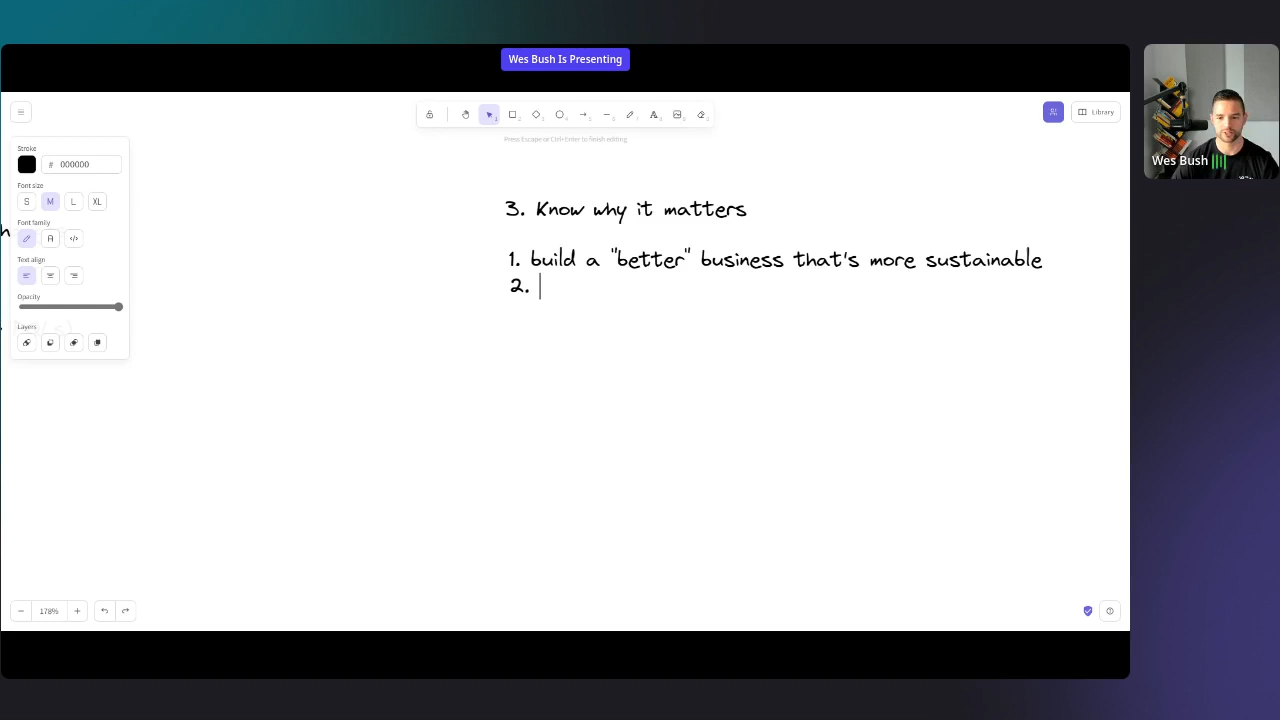 Wes Bush Is Presenting
Library
Press Escape or Ctrl+Enter to finish editing
Stroke
# 000000
Font size
S M L XL
Font family
Text align
Opacity
Layers
3. Know why it matters
1. build a "better" business that's more sustainable
2.
178%
Wes Bush